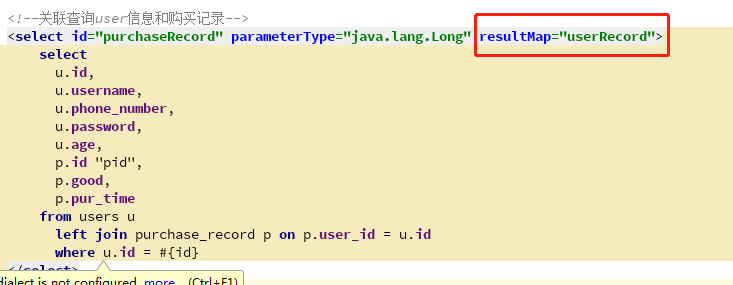 <!--关联查询user信息和购买记录-->
<select id="purchaseRecord" parameterType="java.lang.Long" resultMap="userRecord">
select
u.id,
u.username,
u.phone_number,
u.password,
u.age,
p.id "pid",
p.good,
p.pur_time
from users u
left join purchase_record p on p.user_id = u.id
where u.id = #{id}
</select>
dialect is not configured. more... (Ctrl+F1)